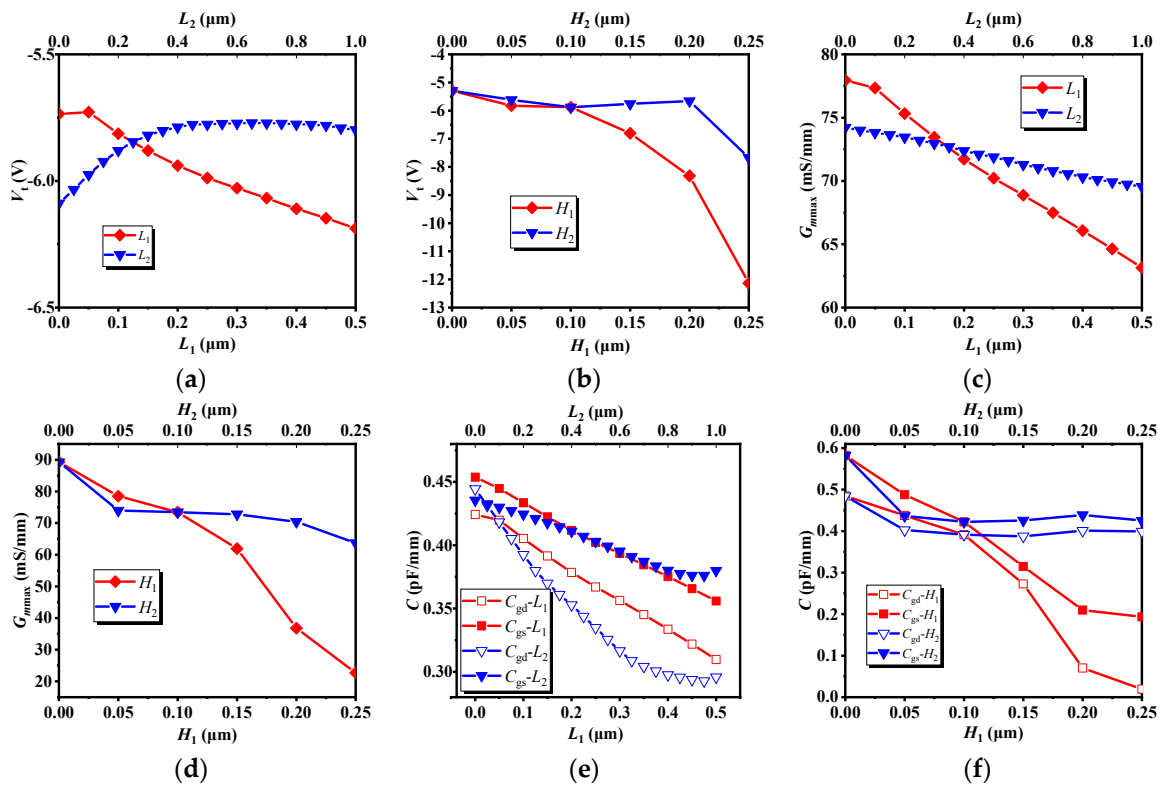 L₂ (μm)
0.0 0.2 0.4 0.6 0.8 1.0
-5.5
-6.0
-6.5
Vt (V)
L₁
L₂
0.0 0.1 0.2 0.3 0.4 0.5
L₁ (μm)
(a)
H₂ (μm)
0.00 0.05 0.10 0.15 0.20 0.25
-4
-5
-6
-7
-8
-9
-10
-11
-12
-13
Vt (V)
H₁
H₂
0.00 0.05 0.10 0.15 0.20 0.25
H₁ (μm)
(b)
L₂ (μm)
0.0 0.2 0.4 0.6 0.8 1.0
80
75
70
65
60
Gmmax (mS/mm)
L₁
L₂
0.0 0.1 0.2 0.3 0.4 0.5
L₁ (μm)
(c)
H₂ (μm)
0.00 0.05 0.10 0.15 0.20 0.25
90
80
70
60
50
40
30
20
Gmmax (mS/mm)
H₁
H₂
0.00 0.05 0.10 0.15 0.20 0.25
H₁ (μm)
(d)
L₂ (μm)
0.0 0.2 0.4 0.6 0.8 1.0
0.45
0.40
0.35
0.30
C (pF/mm)
Cgd-L₁
Cgs-L₁
Cgd-L₂
Cgs-L₂
0.0 0.1 0.2 0.3 0.4 0.5
L₁ (μm)
(e)
H₂ (μm)
0.00 0.05 0.10 0.15 0.20 0.25
0.6
0.5
0.4
0.3
0.2
0.1
0.0
C (pF/mm)
Cgd-H₁
Cgs-H₁
Cgd-H₂
Cgs-H₂
0.00 0.05 0.10 0.15 0.20 0.25
H₁ (μm)
(f)